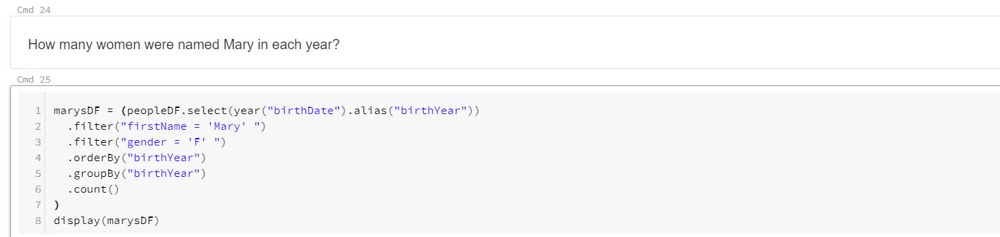 Cmd 24
How many women were named Mary in each year?
Cmd 25
1 marysDF = (peopleDF.select(year("birthDate").alias("birthYear"))
2   .filter("firstName = 'Mary' ")
3   .filter("gender = 'F' ")
4   .orderBy("birthYear")
5   .groupBy("birthYear")
6   .count()
7 )
8 display(marysDF)